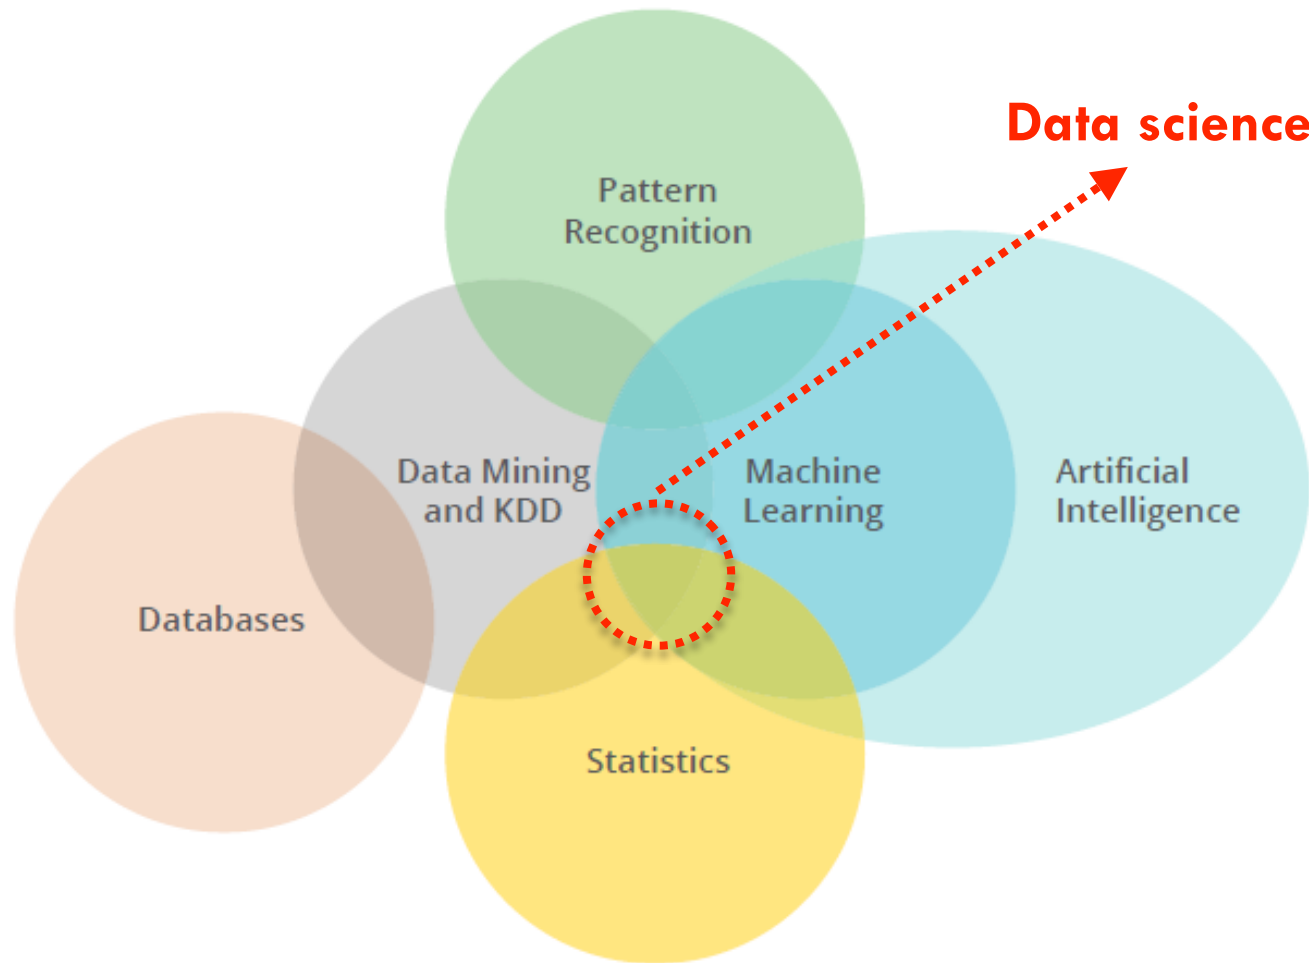 Data science
Pattern
Recognition
Data Mining
and KDD
Machine
Learning
Artificial
Intelligence
Databases
Statistics